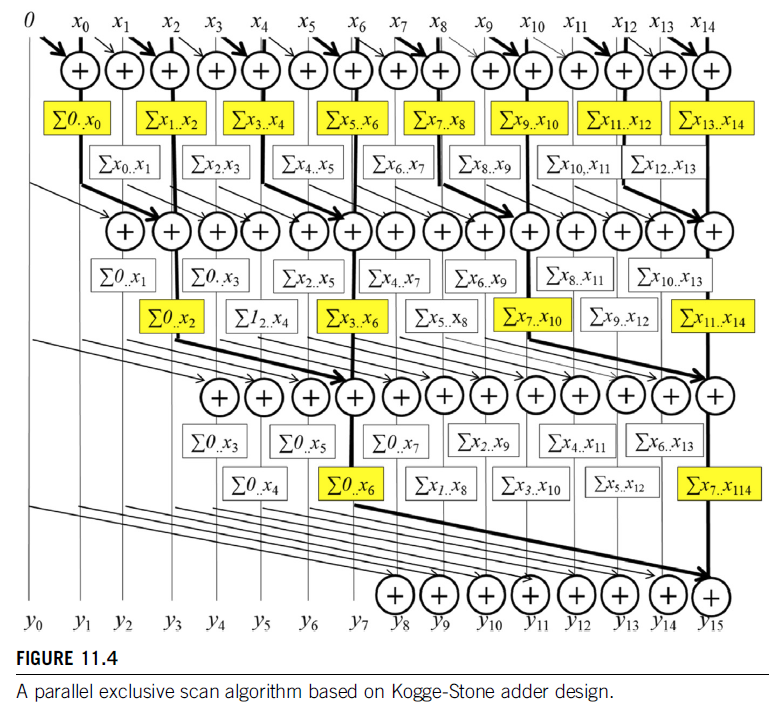 0 x0 x1 x2 x3 x4 x5 x6 x7 x8 x9 x10 x11 x12 x13 x14
+ + + + + + + + + + + + + + +
∑0..x0 ∑x1..x2 ∑x3..x4 ∑x5..x6 ∑x7..x8 ∑x9..x10 ∑x11..x12 ∑x13..x14
∑x0..x1 ∑x2..x3 ∑x4..x5 ∑x6..x7 ∑x8..x9 ∑x10,.x11 ∑x12..x13
+ + + + + + + + + + + + + +
∑0..x1 ∑0..x3 ∑x2..x5 ∑x4..x7 ∑x6..x9 ∑x8..x11 ∑x10..x13
∑0..x2 ∑12..x4 ∑x3..x6 ∑x5..x8 ∑x7..x10 ∑x9..x12 ∑x11..x14
+ + + + + + + + + + + +
∑0..x3 ∑0..x5 ∑0..x7 ∑x2..x9 ∑x4..x11 ∑x6..x13
∑0..x4 ∑0..x6 ∑x1..x8 ∑x3..x10 ∑x5..x12 ∑x7..x114
+ + + + + + + +
y0 y1 y2 y3 y4 y5 y6 y7 y8 y9 y10 y11 y12 y13 y14 y15
FIGURE 11.4
A parallel exclusive scan algorithm based on Kogge-Stone adder design.